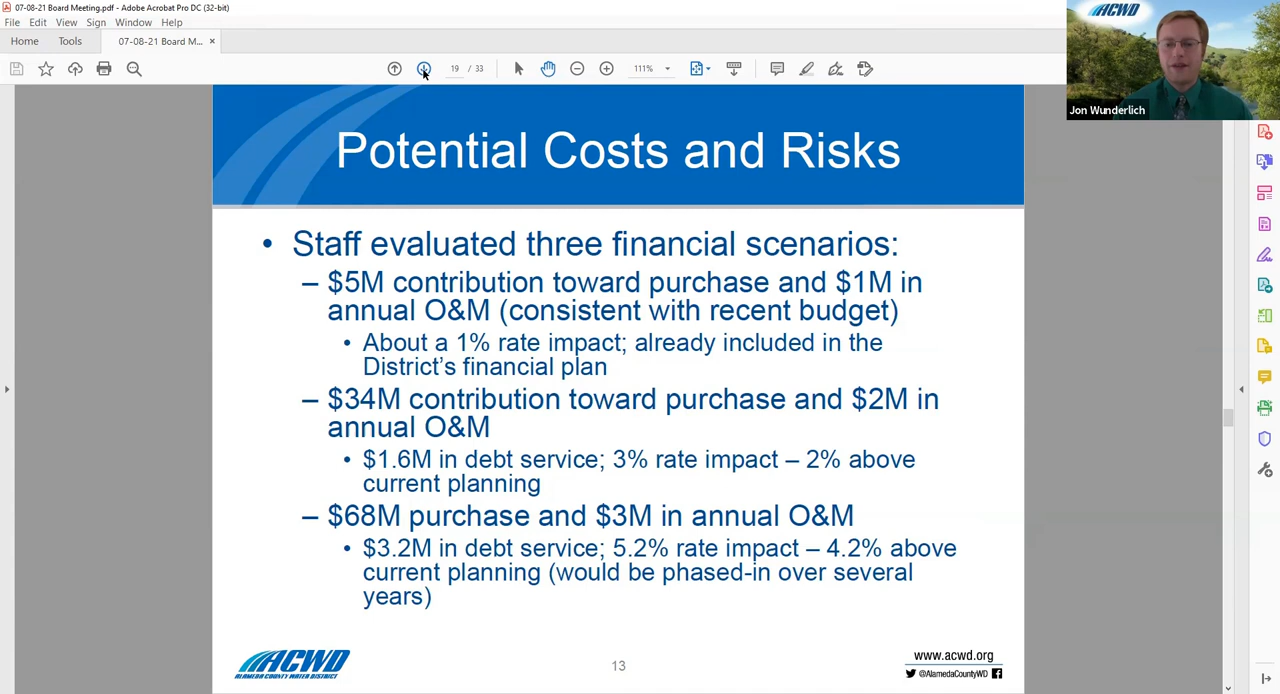 07-08-21 Board Meeting.pdf - Adobe Acrobat Pro DC (32-bit)
File Edit View Sign Window Help
Home Tools 07-08-21 Board M... ×
19 / 33 111%
ACWD
Jon Wunderlich
Potential Costs and Risks
• Staff evaluated three financial scenarios:
– $5M contribution toward purchase and $1M in
annual O&M (consistent with recent budget)
• About a 1% rate impact; already included in the
District's financial plan
– $34M contribution toward purchase and $2M in
annual O&M
• $1.6M in debt service; 3% rate impact – 2% above
current planning
– $68M purchase and $3M in annual O&M
• $3.2M in debt service; 5.2% rate impact – 4.2% above
current planning (would be phased-in over several
years)
ACWD
ALAMEDA COUNTY WATER DISTRICT
13
www.acwd.org
@AlamedaCountyWD